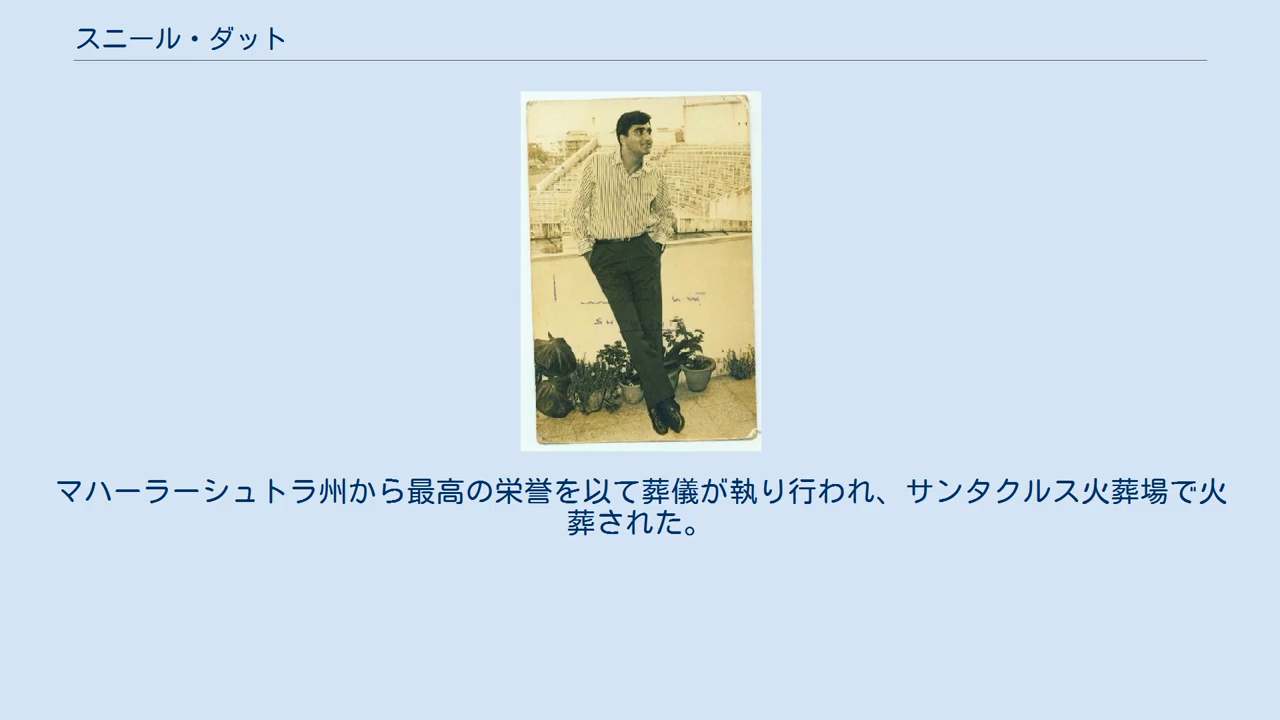 スニール・ダット
マハーラーシュトラ州から最高の栄誉を以て葬儀が執り行われ、サンタクルス火葬場で火
葬された。